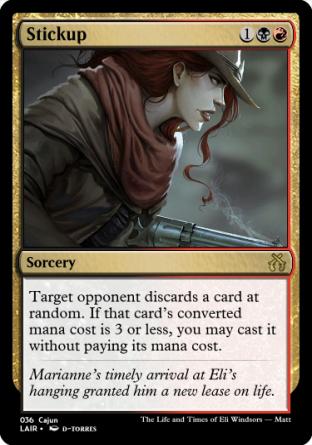 Stickup 1
Sorcery
Target opponent discards a card at
random. If that card's converted
mana cost is 3 or less, you may cast it
without paying its mana cost.
Marianne's timely arrival at Eli's
hanging granted him a new lease on life.
036 Cajun
The Life and Times of Eli Windsors — Matt
LAIR • D-TORRES